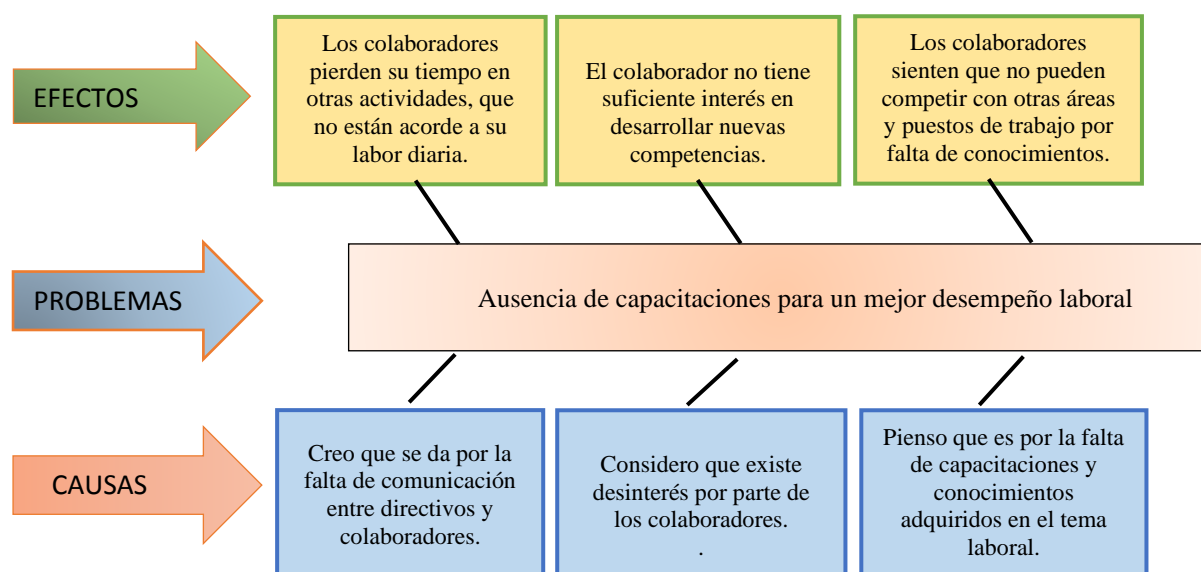 EFECTOS
Los colaboradores
pierden su tiempo en
otras actividades, que
no están acorde a su
labor diaria.
El colaborador no tiene
suficiente interés en
desarrollar nuevas
competencias.
Los colaboradores
sienten que no pueden
competir con otras áreas
y puestos de trabajo por
falta de conocimientos.
PROBLEMAS
Ausencia de capacitaciones para un mejor desempeño laboral
CAUSAS
Creo que se da por la
falta de comunicación
entre directivos y
colaboradores.
Considero que existe
desinterés por parte de
los colaboradores.
.
Pienso que es por la falta
de capacitaciones y
conocimientos
adquiridos en el tema
laboral.